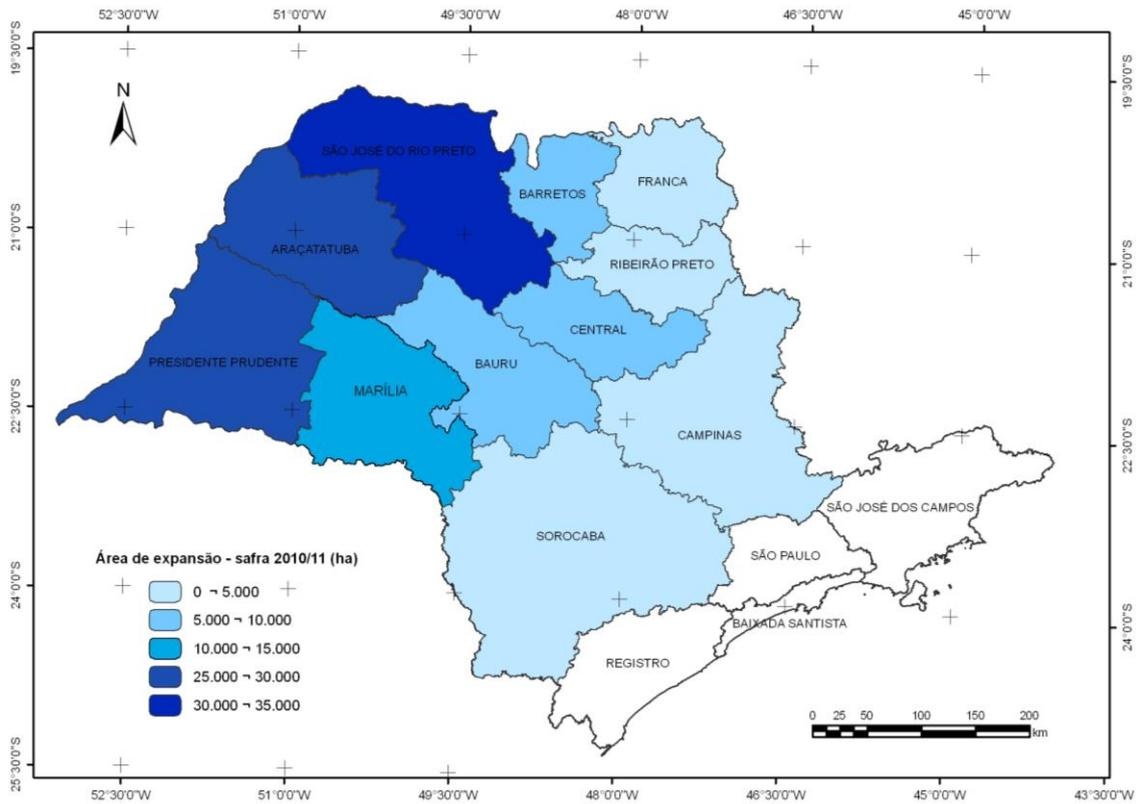 52°30'0"W 51°0'0"W 49°30'0"W 48°0'0"W 46°30'0"W 45°0'0"W
19°30'0"S
19°30'0"S
N
SÃO JOSÉ DO RIO PRETO
BARRETOS
FRANCA
21°0'0"S
ARAÇATATUBA
RIBEIRÃO PRETO
21°0'0"S
CENTRAL
PRESIDENTE PRUDENTE
BAURU
MARÍLIA
22°30'0"S
CAMPINAS
22°30'0"S
SÃO JOSÉ DOS CAMPOS
SOROCABA
SÃO PAULO
Área de expansão - safra 2010/11 (ha)
24°0'0"S
0 ¬ 5.000
5.000 ¬ 10.000
BAIXADA SANTISTA
24°0'0"S
10.000 ¬ 15.000
REGISTRO
25.000 ¬ 30.000
30.000 ¬ 35.000
0 25 50 100 150 200
km
25°30'0"S
52°30'0"W 51°0'0"W 49°30'0"W 48°0'0"W 46°30'0"W 45°0'0"W 43°30'0"W